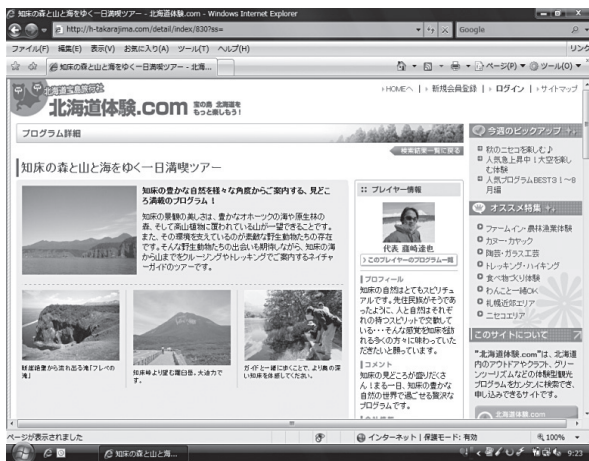 知床の森と山と海をゆく一日満喫ツアー - 北海道体験.com - Windows Internet Explorer
http://h-takarajima.com/detail/index/830?ss=
Google
ファイル(F) 編集(E) 表示(V) お気に入り(A) ツール(T) ヘルプ(H)
リンク
知床の森と山と海をゆく一日満喫ツアー - 北海...
ページ(P) ツール(O)
北海道宝島旅行社
北海道体験.com 宝の島 北海道を
もっと楽しもう!
HOMEへ | 新規会員登録 | ログイン | サイトマップ
プログラム詳細
検索結果一覧に戻る
知床の森と山と海をゆく一日満喫ツアー
知床の豊かな自然を様々な角度からご案内する、見どこ
ろ満載のプログラム!
知床の景観の美しさは、豊かなオホーツクの海や原生林の
森、そして高山植物に覆われている山が一望できることです。
また、その環境を支えているのが素敵な野生動物たちの存在
です。そんな野生動物たちの出会いも期待しながら、知床の海
から山までをクルージングやトレッキングでご案内するネイチャ
ーガイドのツアーです。
断崖絶壁から流れ出る滝「フレペの
滝」
知床峠より望む羅臼岳。大迫力で
す。
ガイドと一緒に歩くことで、より奥の深
い知床を体感してください。
プレイヤー情報
代表
このプレイヤーのプログラム一覧
プロフィール
知床の自然はとてもスピリチュ
アルです。先住民族がそうであ
ったように、人と自然はそれぞ
れの持つスピリットで交歓して
いる・・・そんな感覚を知床を訪
れる多くの方々に味わっていた
だきたいと願っています。
コメント
知床の見どころが盛りだくさ
ん!まる一日、知床の豊かな
自然の世界で過ごせる贅沢な
プログラムです。
今週のピックアップ
秋のニセコを楽しむ♪
人気急上昇中!大空を楽し
む体験
人気プログラムBEST3!~8
月編
オススメ特集
ファームイン・農林漁業体験
カヌー・カヤック
陶芸・ガラス工芸
トレッキング・ハイキング
食べ物づくり体験
わんこと一緒OK
札幌近郊エリア
ニセコエリア
このサイトについて
"北海道体験.com"は、北海道
内のアウトドアやクラフト、グリ
ーンツーリズムなどの体験型観光
プログラムをカンタンに検索でき、
申し込みできるサイトです。
北海道体験.com
ページが表示されました
インターネット | 保護モード: 有効
100%
知床の森と山と海...
9:23